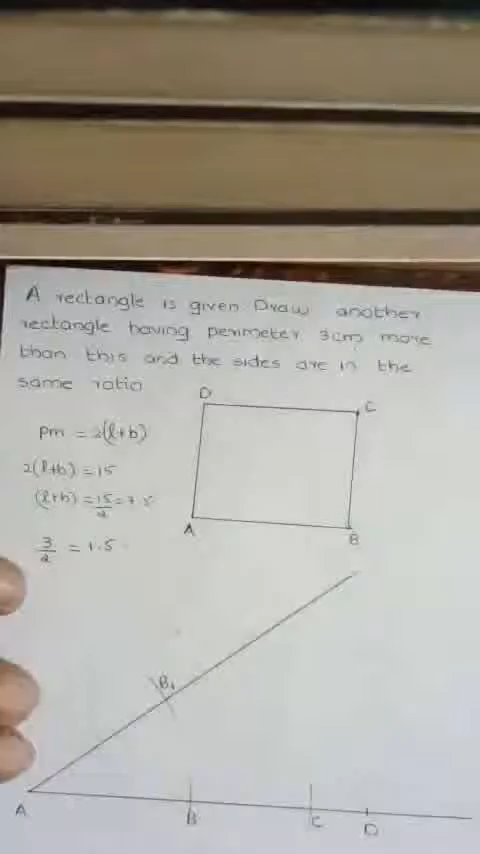 A rectangle is given Draw another
rectangle having perimeter 3cm more
than this and the sides are in the
same ratio
D
C
pm = 2(l+b)
2(l+b) = 15
(l+b) = 15/2 = 7.5
A
B
3/2 = 1.5
B1
A
B
C
D